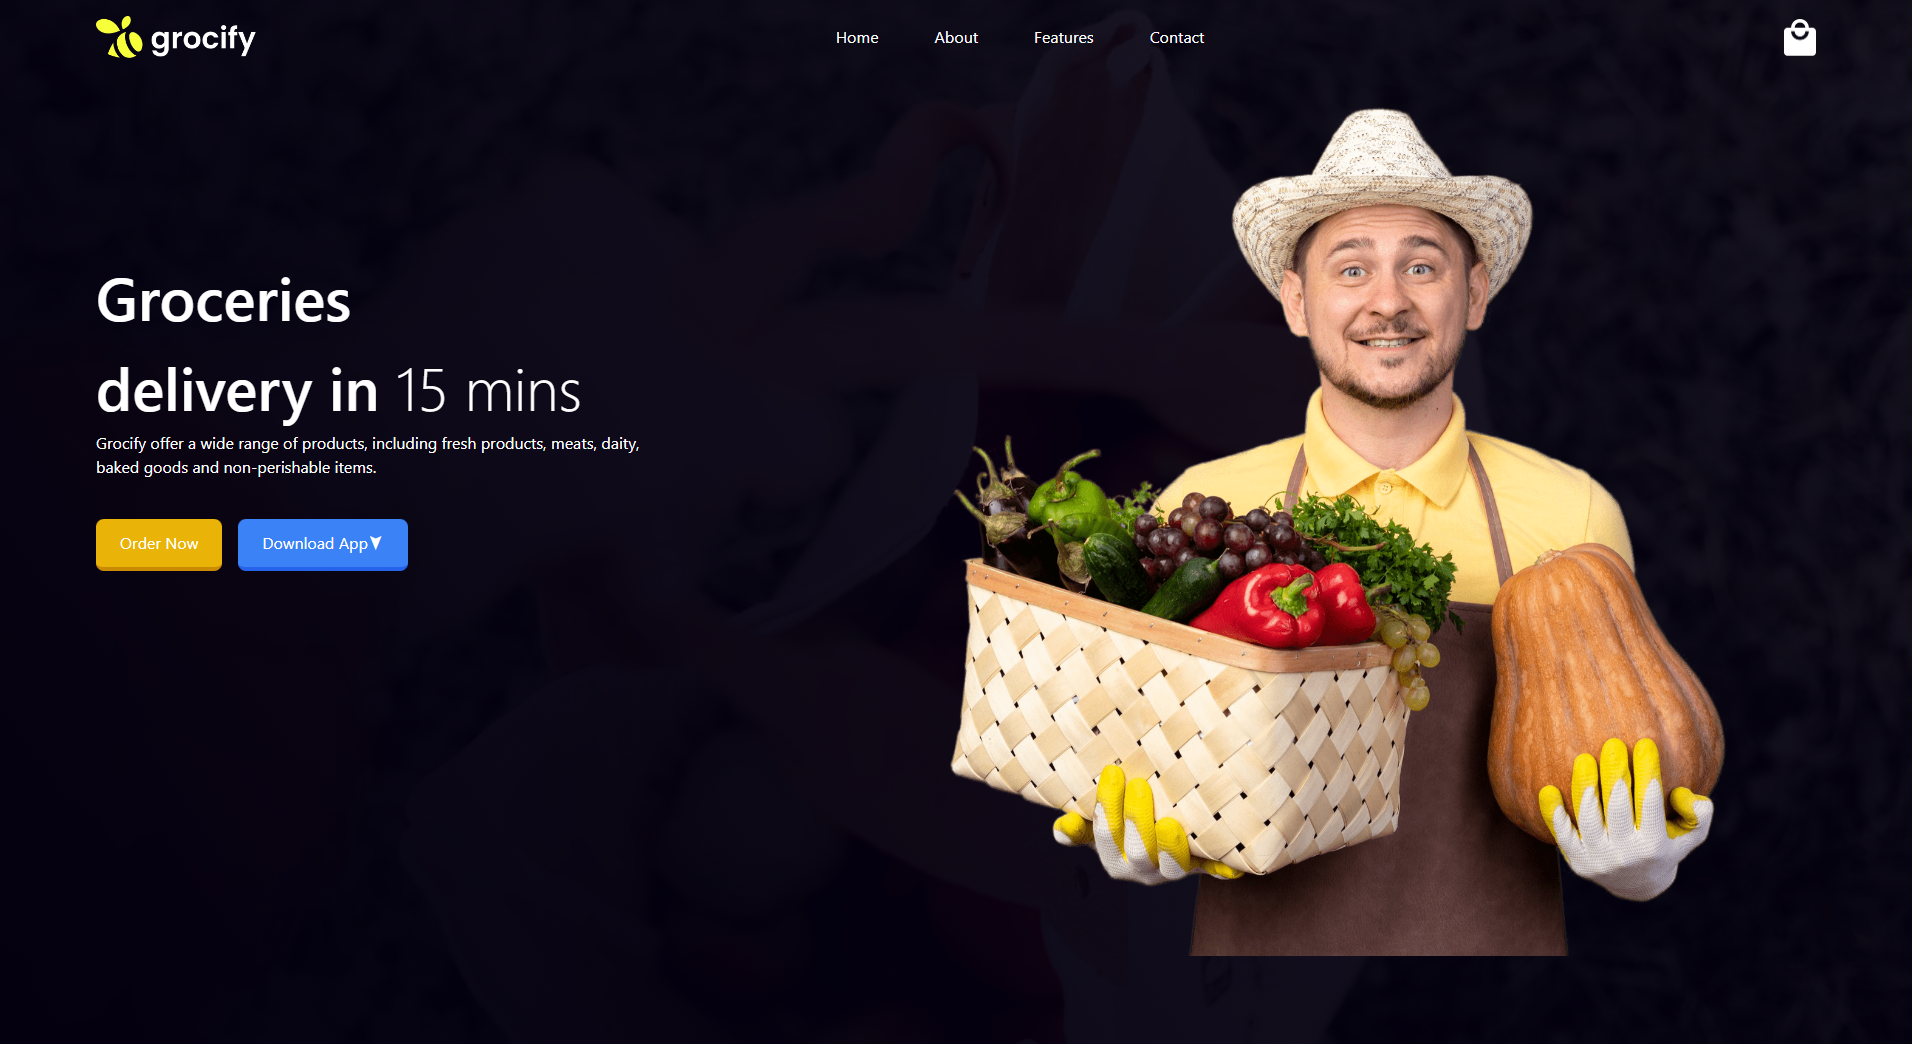 grocify
Home
About
Features
Contact
Groceries
delivery in 15 mins
Grocify offer a wide range of products, including fresh products, meats, daity,
baked goods and non-perishable items.
Order Now
Download App